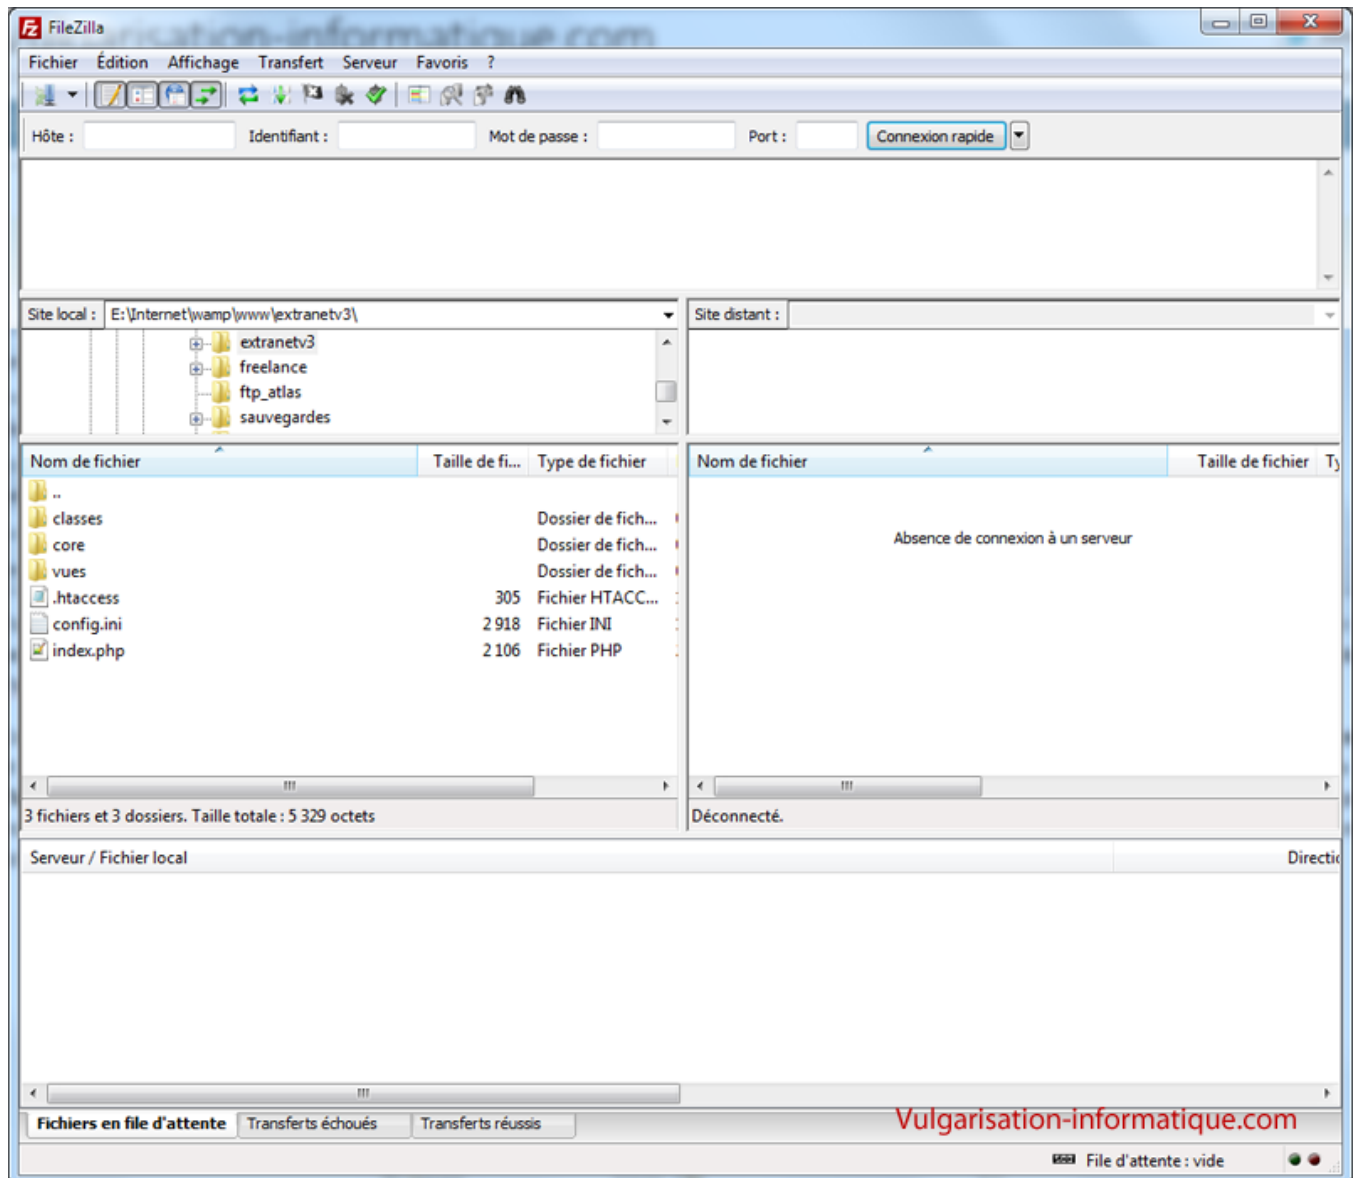 FileZilla
Fichier Édition Affichage Transfert Serveur Favoris ?
Hôte : Identifiant : Mot de passe : Port : Connexion rapide
Site local : E:\Internet\wamp\www\extranetv3\ Site distant :
extranetv3
freelance
ftp_atlas
sauvegardes
Nom de fichier Taille de fi... Type de fichier Nom de fichier Taille de fichier Ty
..
classes Dossier de fich...
core Dossier de fich...
vues Dossier de fich...
.htaccess 305 Fichier HTACC...
config.ini 2 918 Fichier INI
index.php 2 106 Fichier PHP
Absence de connexion à un serveur
3 fichiers et 3 dossiers. Taille totale : 5 329 octets Déconnecté.
Serveur / Fichier local Directio
Fichiers en file d'attente Transferts échoués Transferts réussis
Vulgarisation-informatique.com
File d'attente : vide